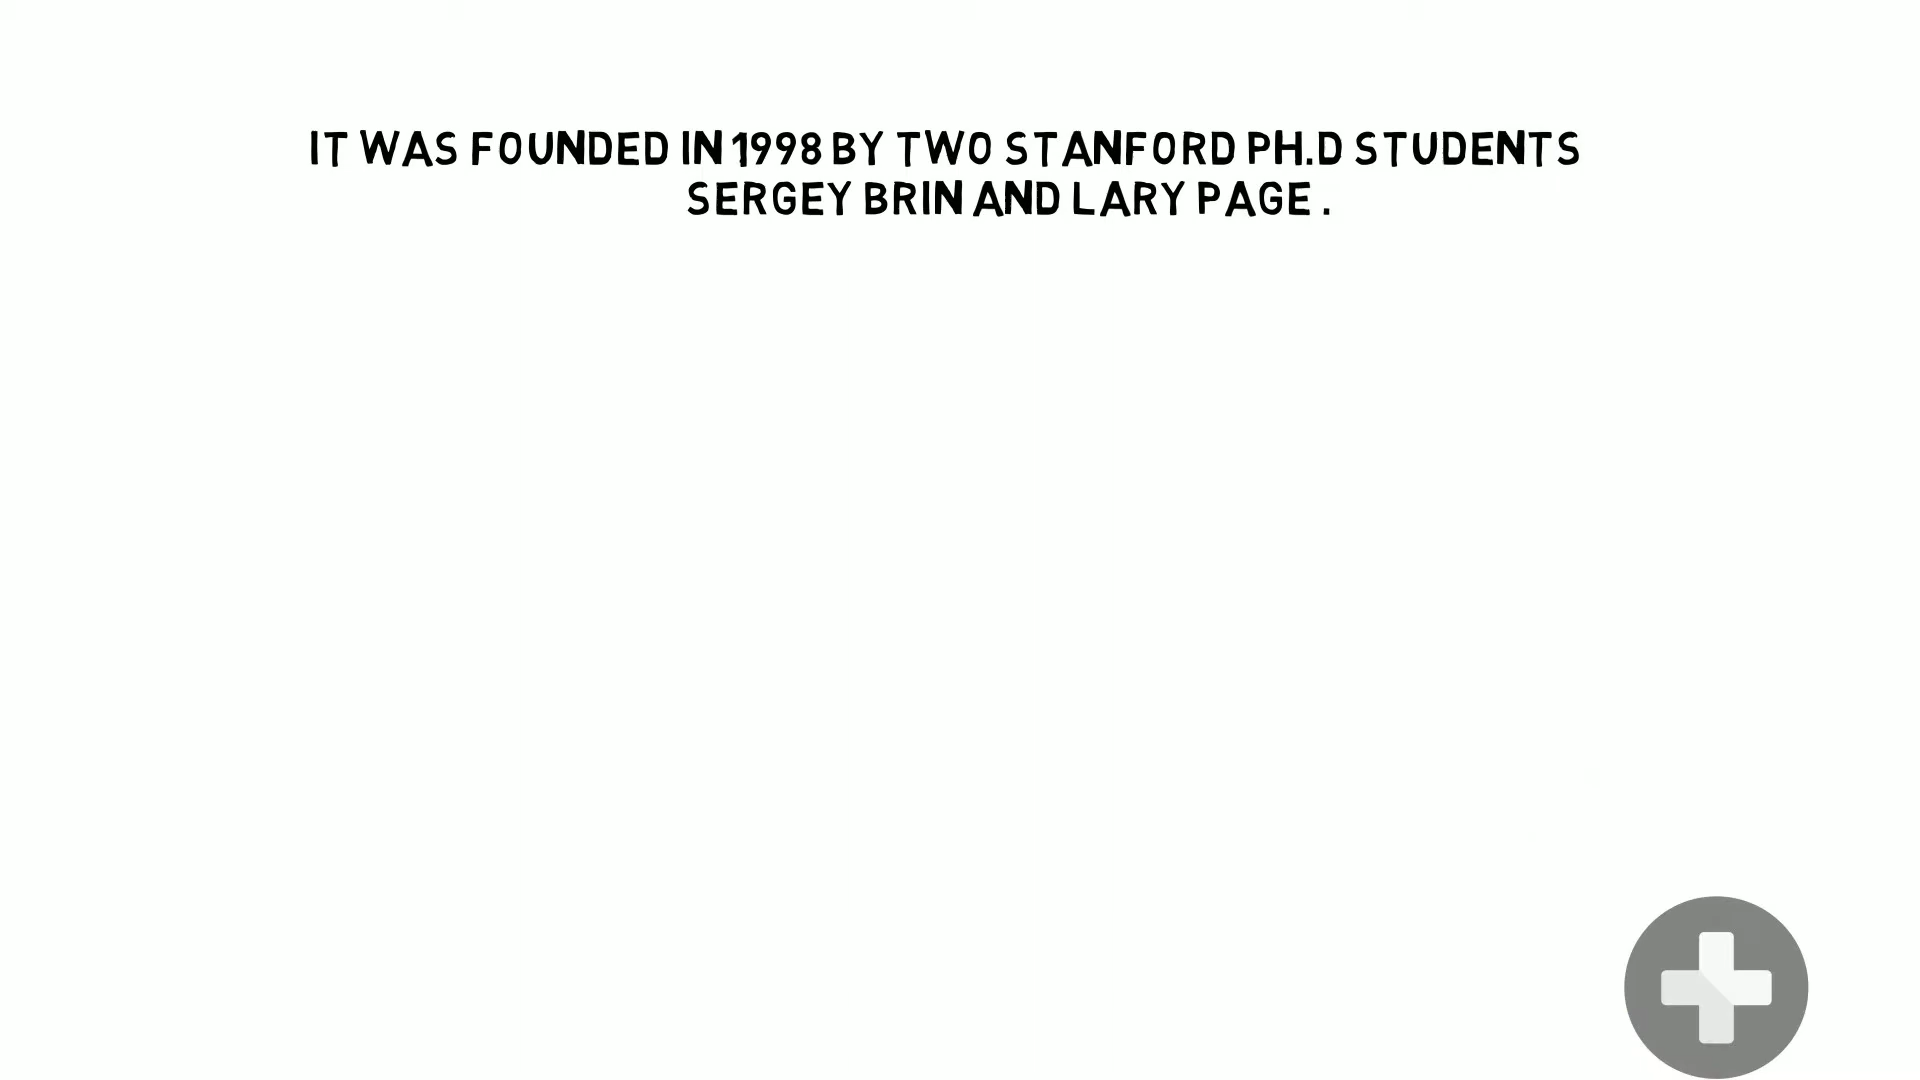 IT WAS FOUNDED IN 1998 BY TWO STANFORD PH.D STUDENTS
SERGEY BRIN AND LARY PAGE .